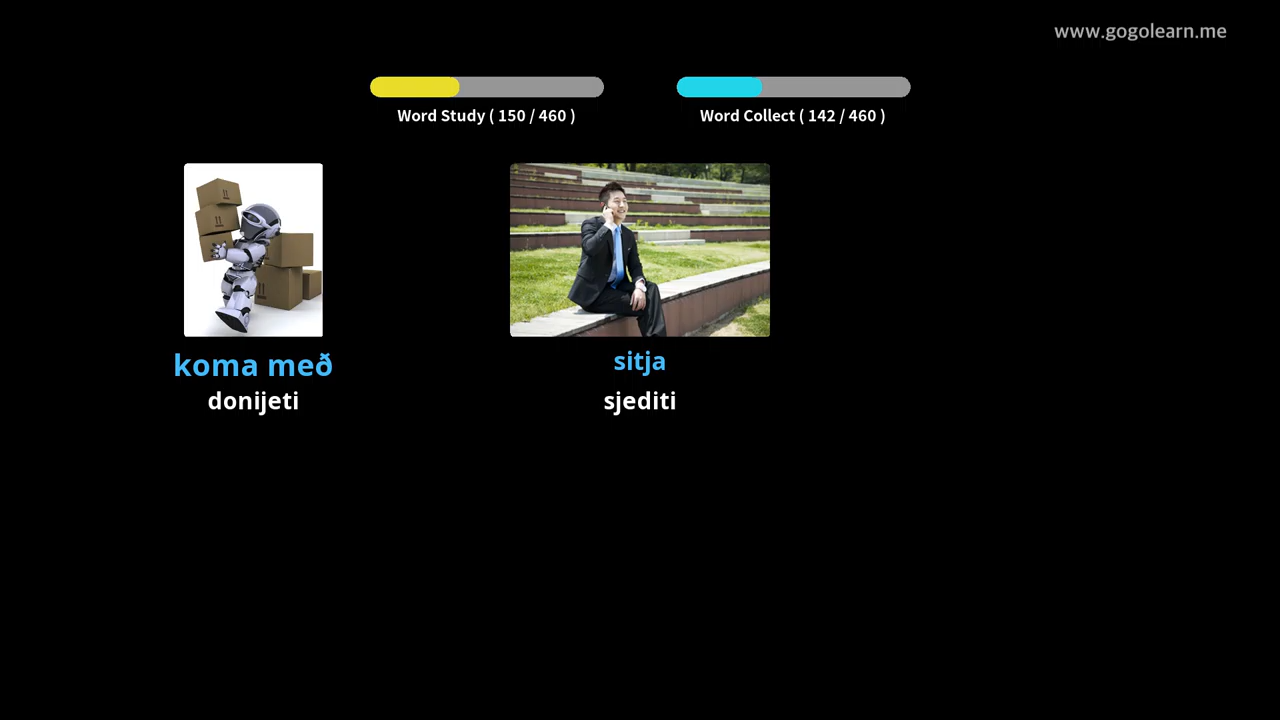 www.gogolearn.me
Word Study ( 150 / 460 )
Word Collect ( 142 / 460 )
koma með
donijeti
sitja
sjediti